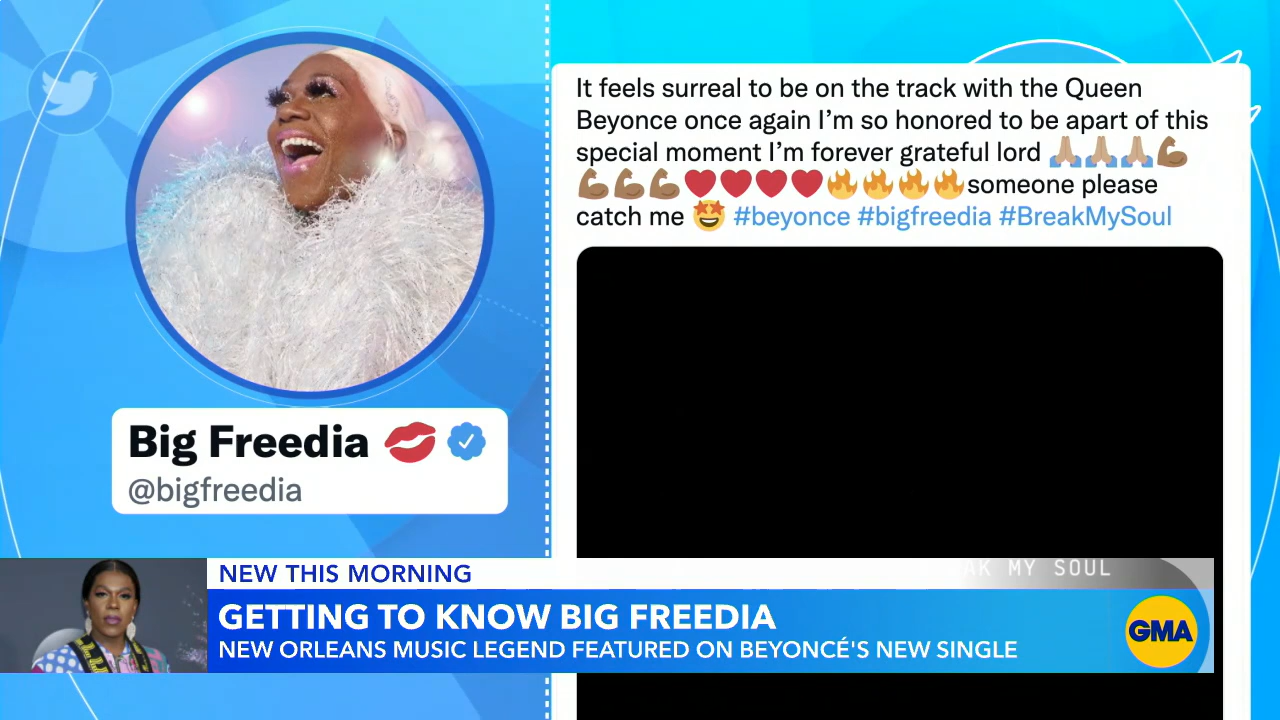 It feels surreal to be on the track with the Queen
Beyonce once again I’m so honored to be apart of this
special moment I’m forever grateful lord 🙏🏽🙏🏽🙏🏽💪🏽
💪🏽💪🏽💪🏽❤️❤️❤️❤️🔥🔥🔥🔥someone please
catch me 🤩 #beyonce #bigfreedia #BreakMySoul
Big Freedia 💋
@bigfreedia
MY SOUL
NEW THIS MORNING
GETTING TO KNOW BIG FREEDIA
NEW ORLEANS MUSIC LEGEND FEATURED ON BEYONCÉ'S NEW SINGLE
GMA